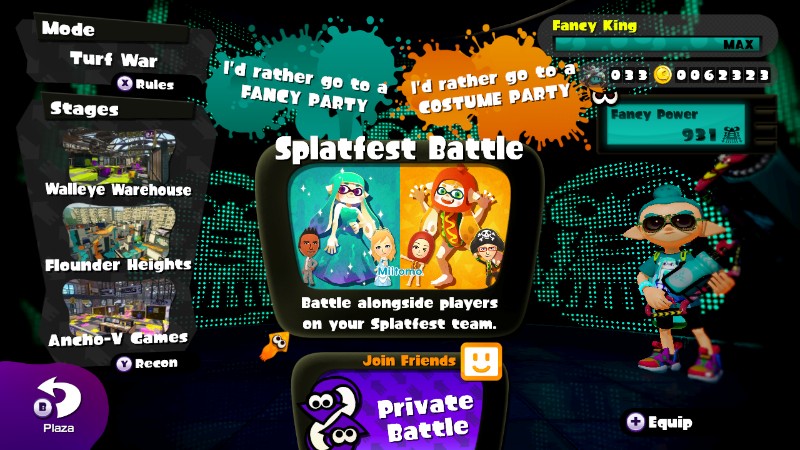 Mode
Turf War
X Rules
Stages
Walleye Warehouse
Flounder Heights
Ancho-V Games
Y Recon
B
Plaza
I'd rather go to a
FANCY PARTY
I'd rather go to a
COSTUME PARTY
Splatfest Battle
Miitomo
Battle alongside players
on your Splatfest team.
Join Friends
Private
Battle
Fancy King
MAX
033 0062323
Fancy Power
931
Equip